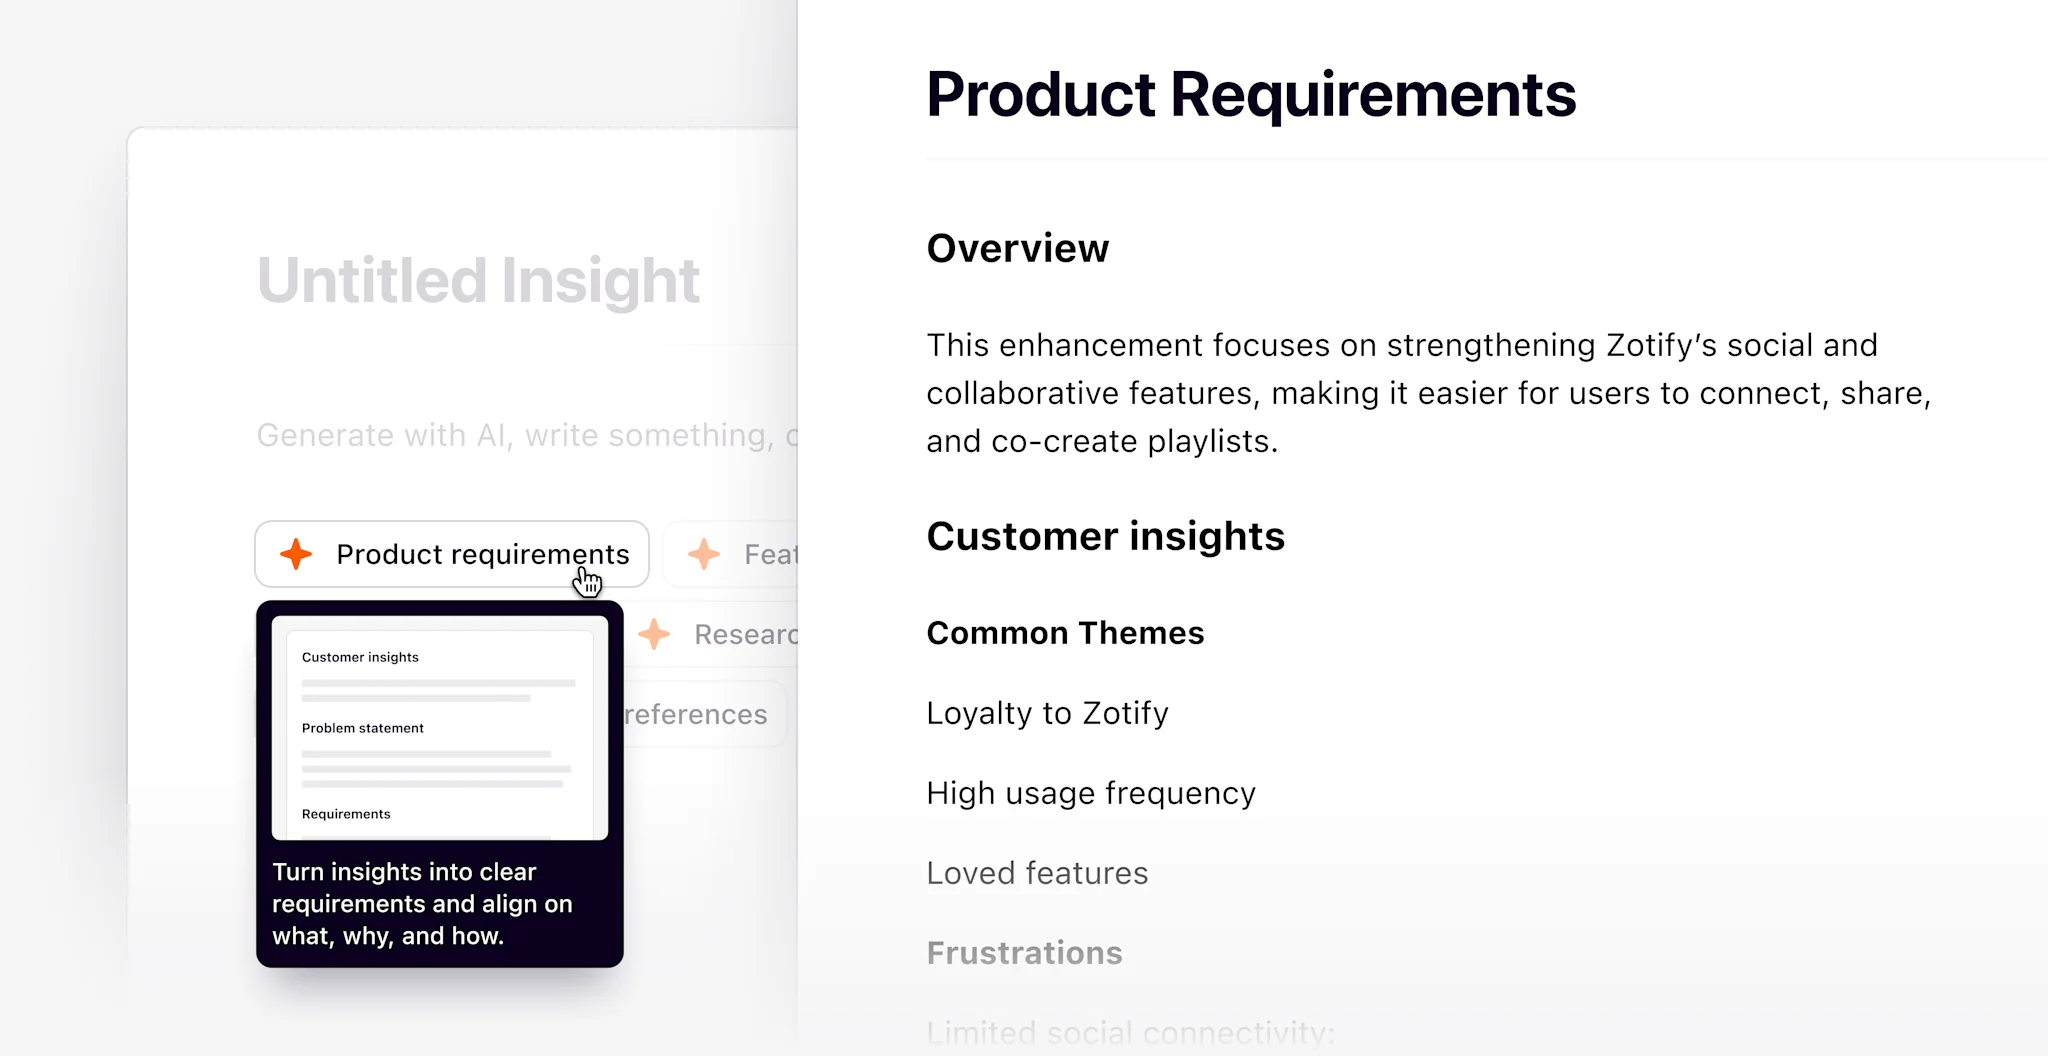 Untitled Insight
Generate with AI, write something,
Product requirements
Customer insights
Problem statement
Requirements
Turn insights into clear
requirements and align on
what, why, and how.
Product Requirements
Overview
This enhancement focuses on strengthening Zotify’s social and
collaborative features, making it easier for users to connect, share,
and co-create playlists.
Customer insights
Common Themes
Loyalty to Zotify
High usage frequency
Loved features
Frustrations
Limited social connectivity: